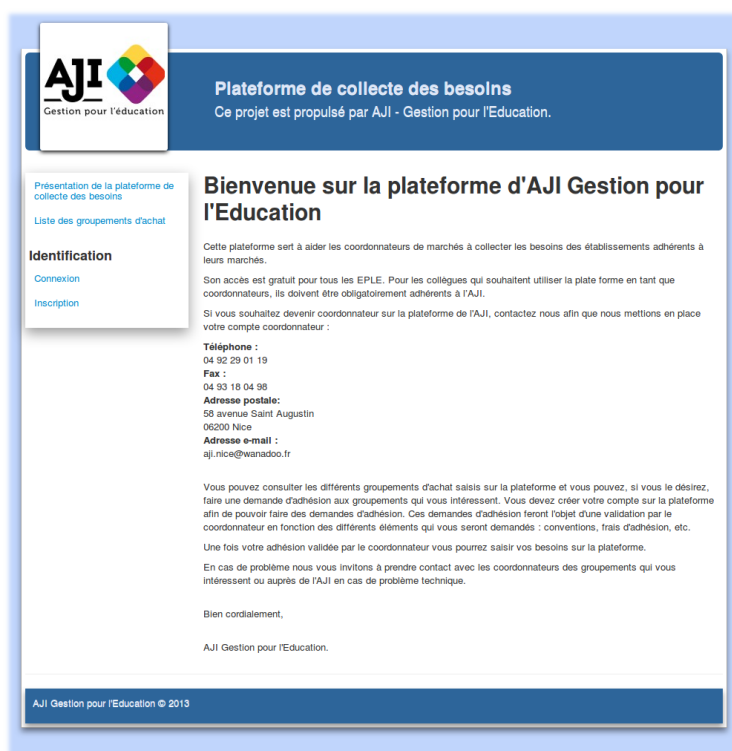 AJI
Gestion pour l'éducation
Plateforme de collecte des besoins
Ce projet est propulsé par AJI - Gestion pour l'Education.
Présentation de la plateforme de
collecte des besoins
Liste des groupements d'achat
Identification
Connexion
Inscription
Bienvenue sur la plateforme d'AJI Gestion pour
l'Education
Cette plateforme sert à aider les coordonnateurs de marchés à collecter les besoins des établissements adhérents à
leurs marchés.
Son accès est gratuit pour tous les EPLE. Pour les collègues qui souhaitent utiliser la plate forme en tant que
coordonnateurs, ils doivent être obligatoirement adhérents à l'AJI.
Si vous souhaitez devenir coordonnateur sur la plateforme de l'AJI, contactez nous afin que nous mettions en place
votre compte coordonnateur :
Téléphone :
04 92 29 01 19
Fax :
04 93 18 04 98
Adresse postale:
58 avenue Saint Augustin
06200 Nice
Adresse e-mail :
aji.nice@wanadoo.fr
Vous pouvez consulter les différents groupements d'achat saisis sur la plateforme et vous pouvez, si vous le désirez,
faire une demande d'adhésion aux groupements qui vous intéressent. Vous devez créer votre compte sur la plateforme
afin de pouvoir faire des demandes d'adhésion. Ces demandes d'adhésion feront l'objet d'une validation par le
coordonnateur en fonction des différents éléments qui vous seront demandés : conventions, frais d'adhésion, etc.
Une fois votre adhésion validée par le coordonnateur vous pourrez saisir vos besoins sur la plateforme.
En cas de problème nous vous invitons à prendre contact avec les coordonnateurs des groupements qui vous
intéressent ou auprès de l'AJI en cas de problème technique.
Bien cordialement,
AJI Gestion pour l'Education.
AJI Gestion pour l'Education © 2013